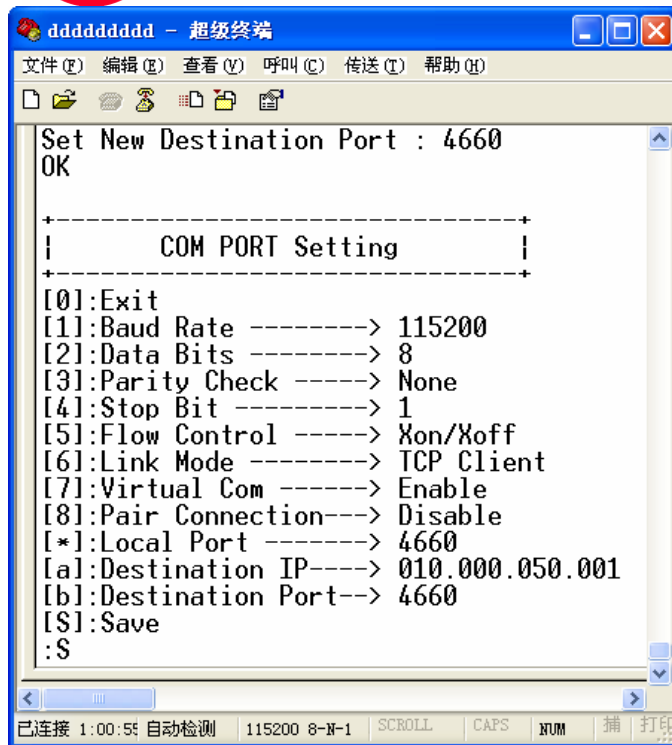 ddddddddd - 超级终端
文件(F) 编辑(E) 查看(V) 呼叫(C) 传送(T) 帮助(H)
Set New Destination Port : 4660
OK
+--------------------------------+
¦ COM PORT Setting ¦
+--------------------------------+
[0]:Exit
[1]:Baud Rate --------> 115200
[2]:Data Bits --------> 8
[3]:Parity Check -----> None
[4]:Stop Bit ---------> 1
[5]:Flow Control -----> Xon/Xoff
[6]:Link Mode --------> TCP Client
[7]:Virtual Com ------> Enable
[8]:Pair Connection---> Disable
[*]:Local Port -------> 4660
[a]:Destination IP----> 010.000.050.001
[b]:Destination Port--> 4660
[S]:Save
:S
已连接 1:00:55 自动检测 115200 8-N-1 SCROLL CAPS NUM 捕 打印